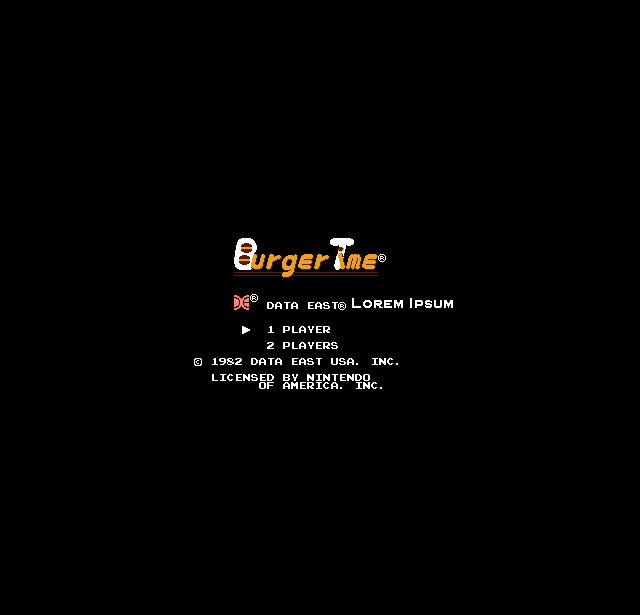 BurgerTime®
® DATA EAST® LOREM IPSUM
1 PLAYER
2 PLAYERS
© 1982 DATA EAST USA. INC.
LICENSED BY NINTENDO
OF AMERICA. INC.